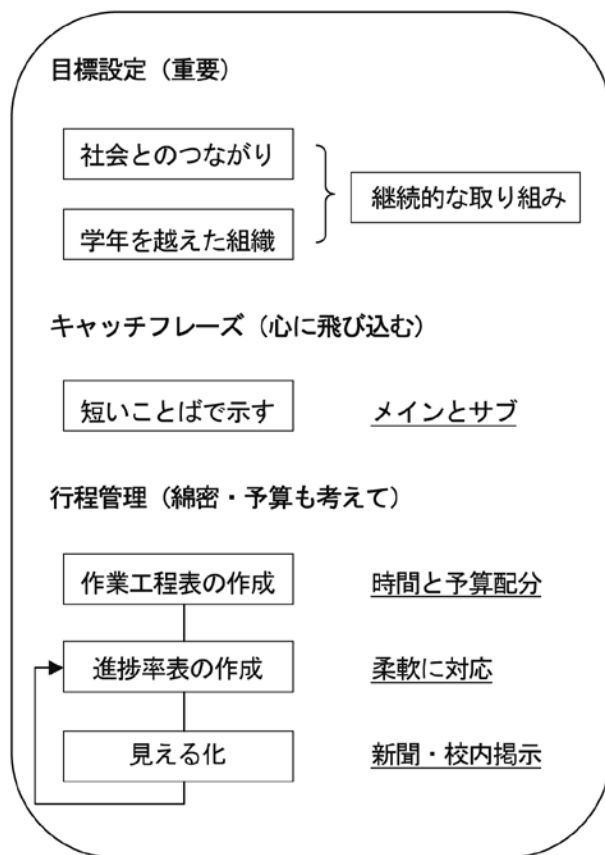 目標設定（重要）
社会とのつながり
学年を越えた組織
継続的な取り組み
キャッチフレーズ（心に飛び込む）
短いことばで示す
メインとサブ
行程管理（綿密・予算も考えて）
作業工程表の作成
時間と予算配分
進捗率表の作成
柔軟に対応
見える化
新聞・校内掲示